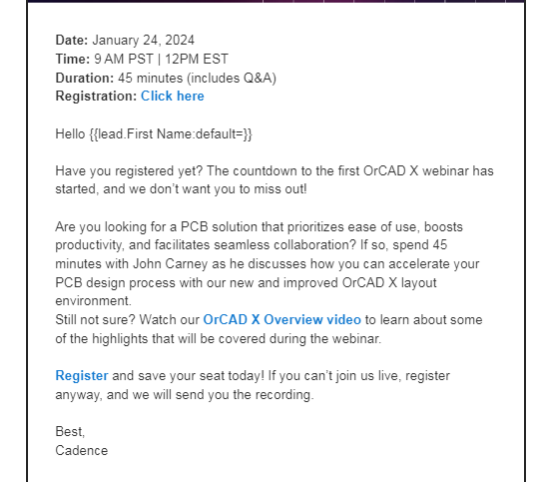 Date: January 24, 2024
Time: 9 AM PST | 12PM EST
Duration: 45 minutes (includes Q&A)
Registration: Click here
Hello {{lead.First Name:default=}}
Have you registered yet? The countdown to the first OrCAD X webinar has
started, and we don't want you to miss out!
Are you looking for a PCB solution that prioritizes ease of use, boosts
productivity, and facilitates seamless collaboration? If so, spend 45
minutes with John Carney as he discusses how you can accelerate your
PCB design process with our new and improved OrCAD X layout
environment.
Still not sure? Watch our OrCAD X Overview video to learn about some
of the highlights that will be covered during the webinar.
Register and save your seat today! If you can't join us live, register
anyway, and we will send you the recording.
Best,
Cadence